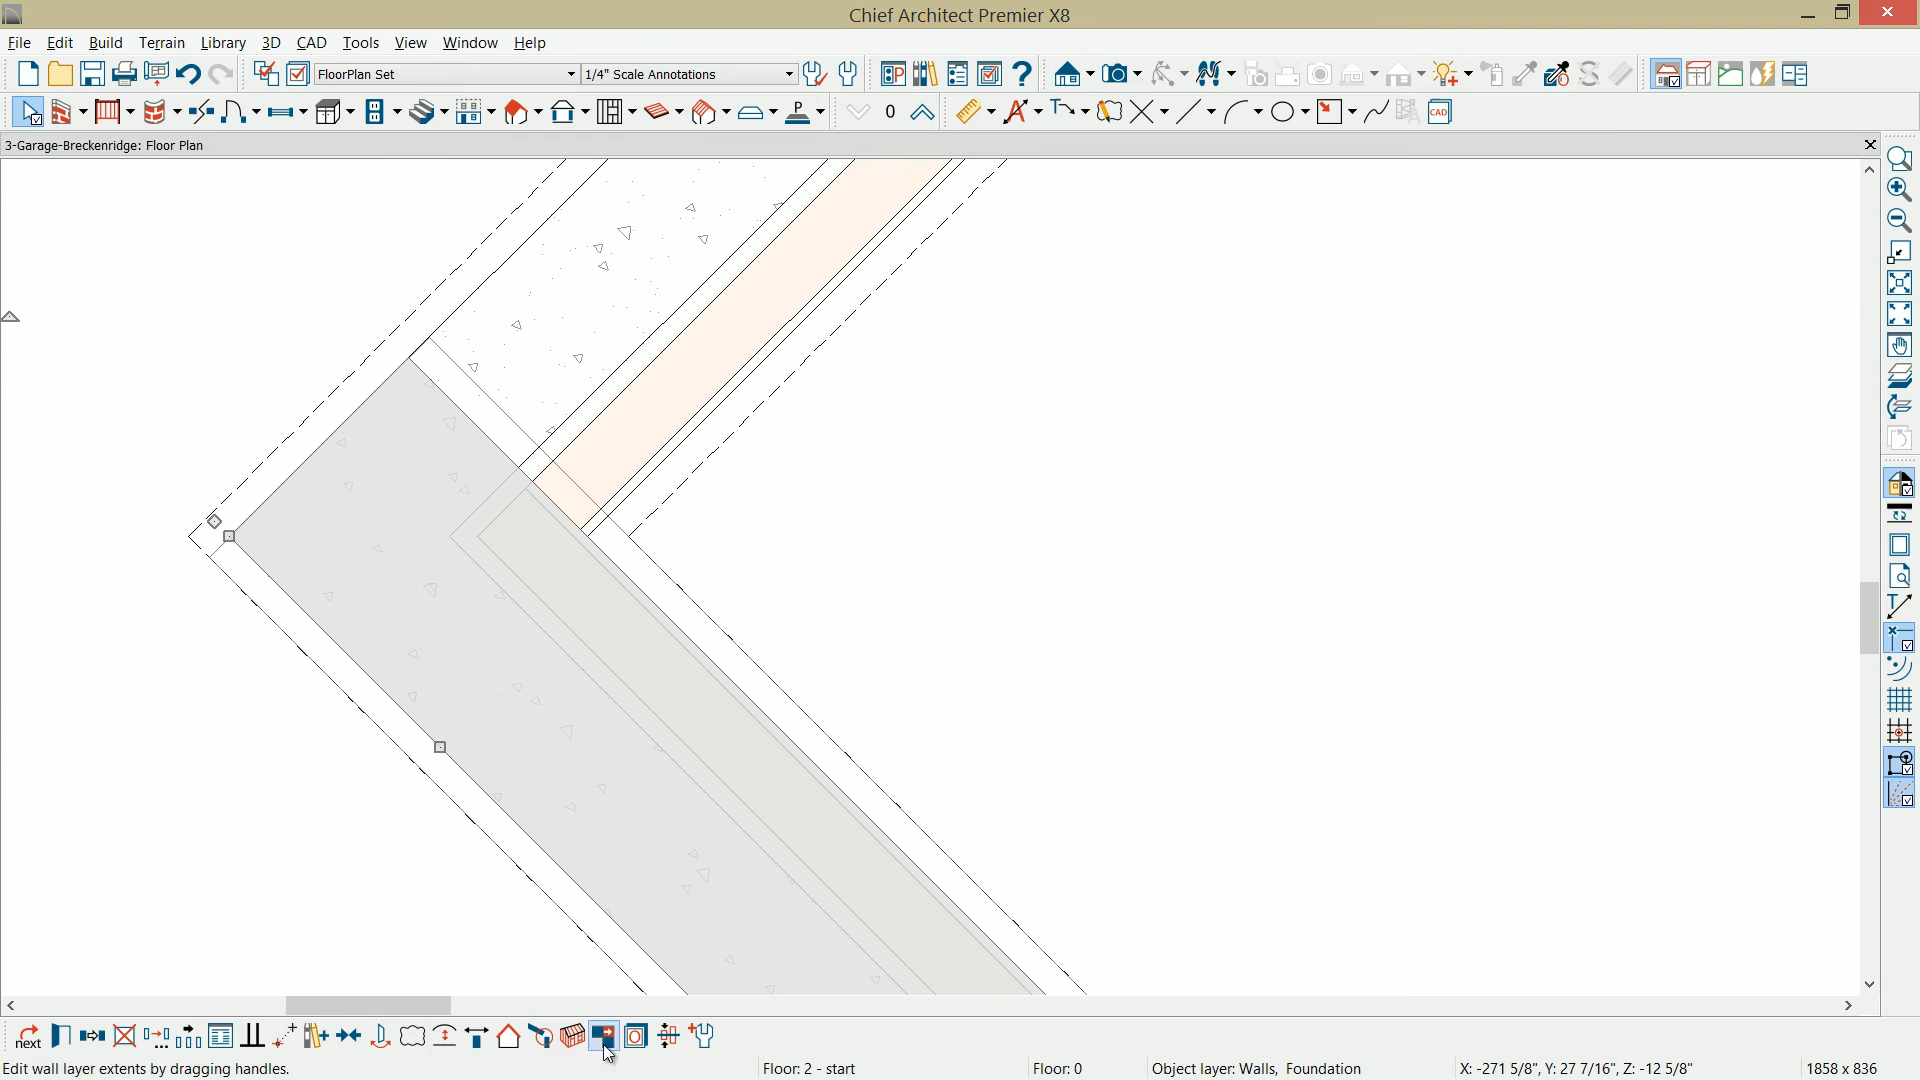 Chief Architect Premier X8
File Edit Build Terrain Library 3D CAD Tools View Window Help
FloorPlan Set 1/4" Scale Annotations
0
3-Garage-Breckenridge: Floor Plan
next
Edit wall layer extents by dragging handles. Floor: 2 - start Floor: 0 Object layer: Walls, Foundation X: -271 5/8", Y: 27 7/16", Z: -12 5/8" 1858 x 836